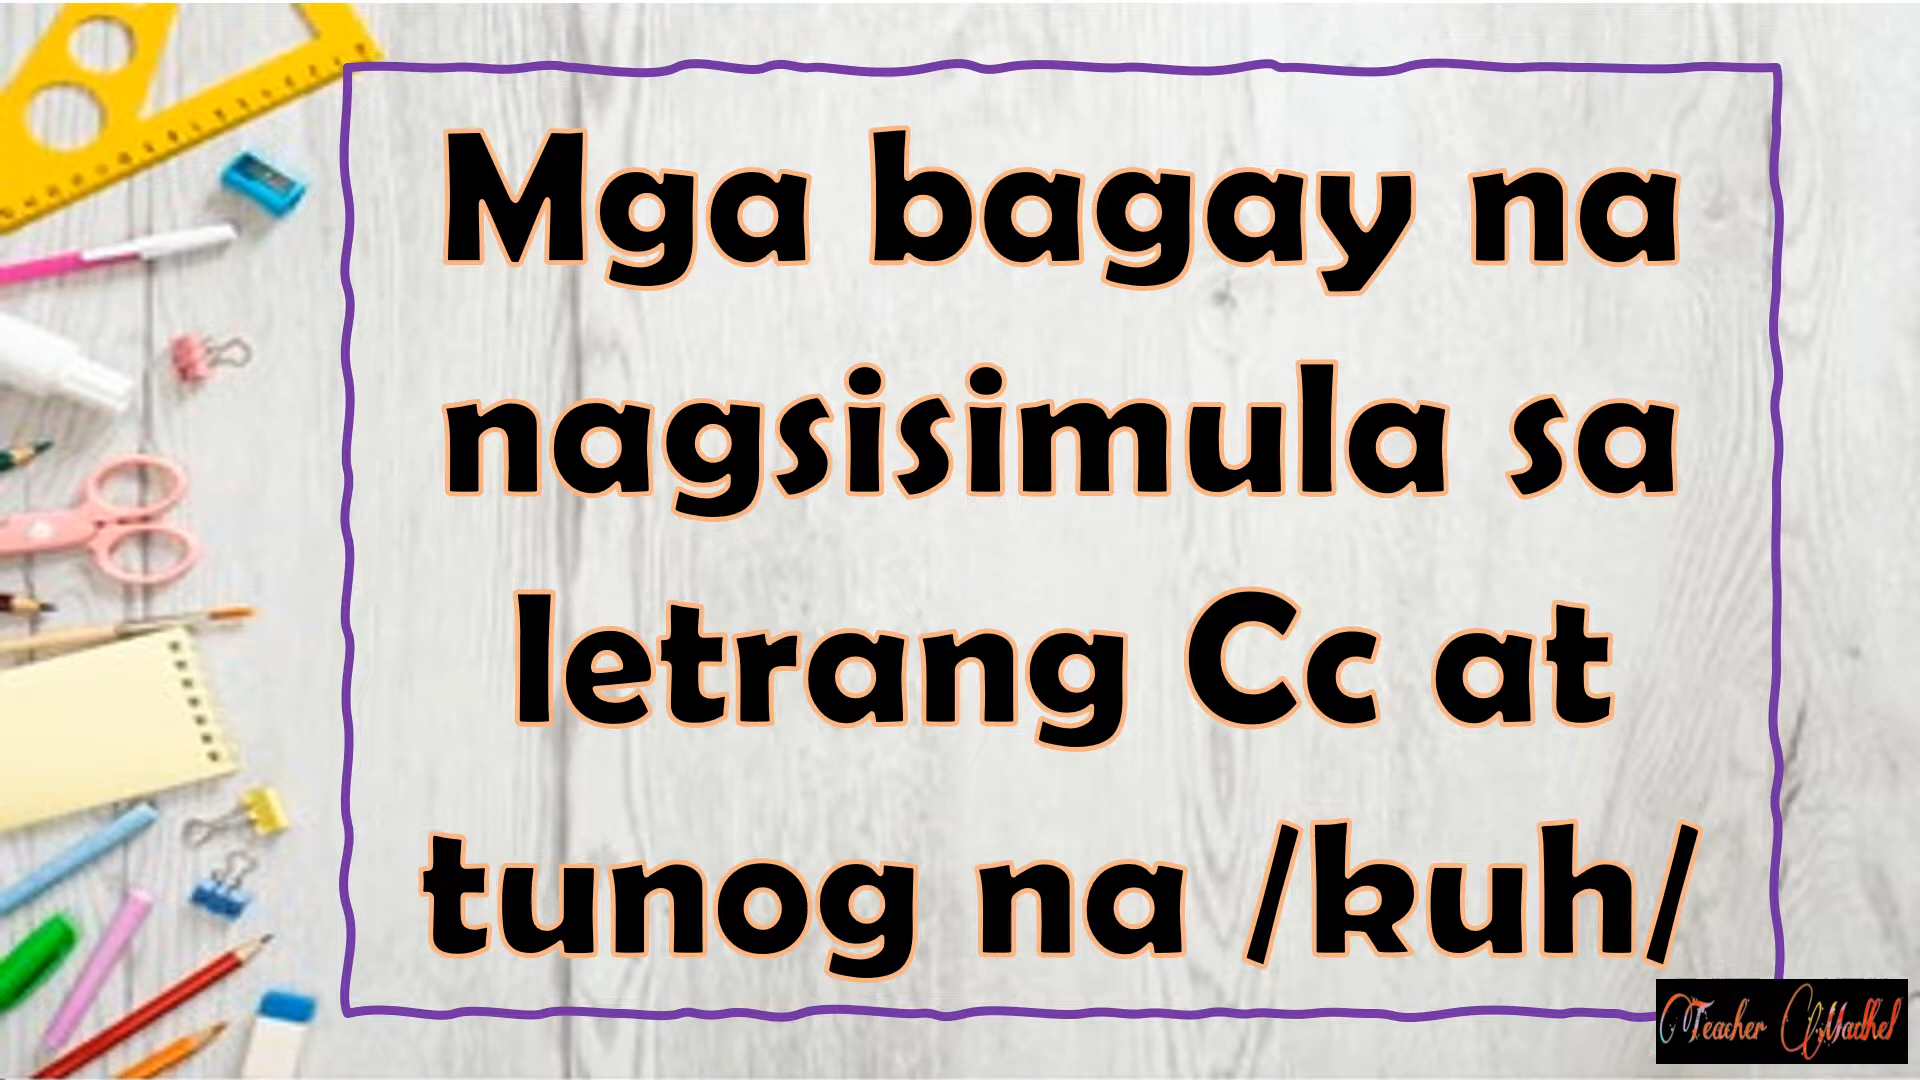 Mga bagay na
nagsisimula sa
letrang Cc at
tunog na /kuh/
Teacher Madhel